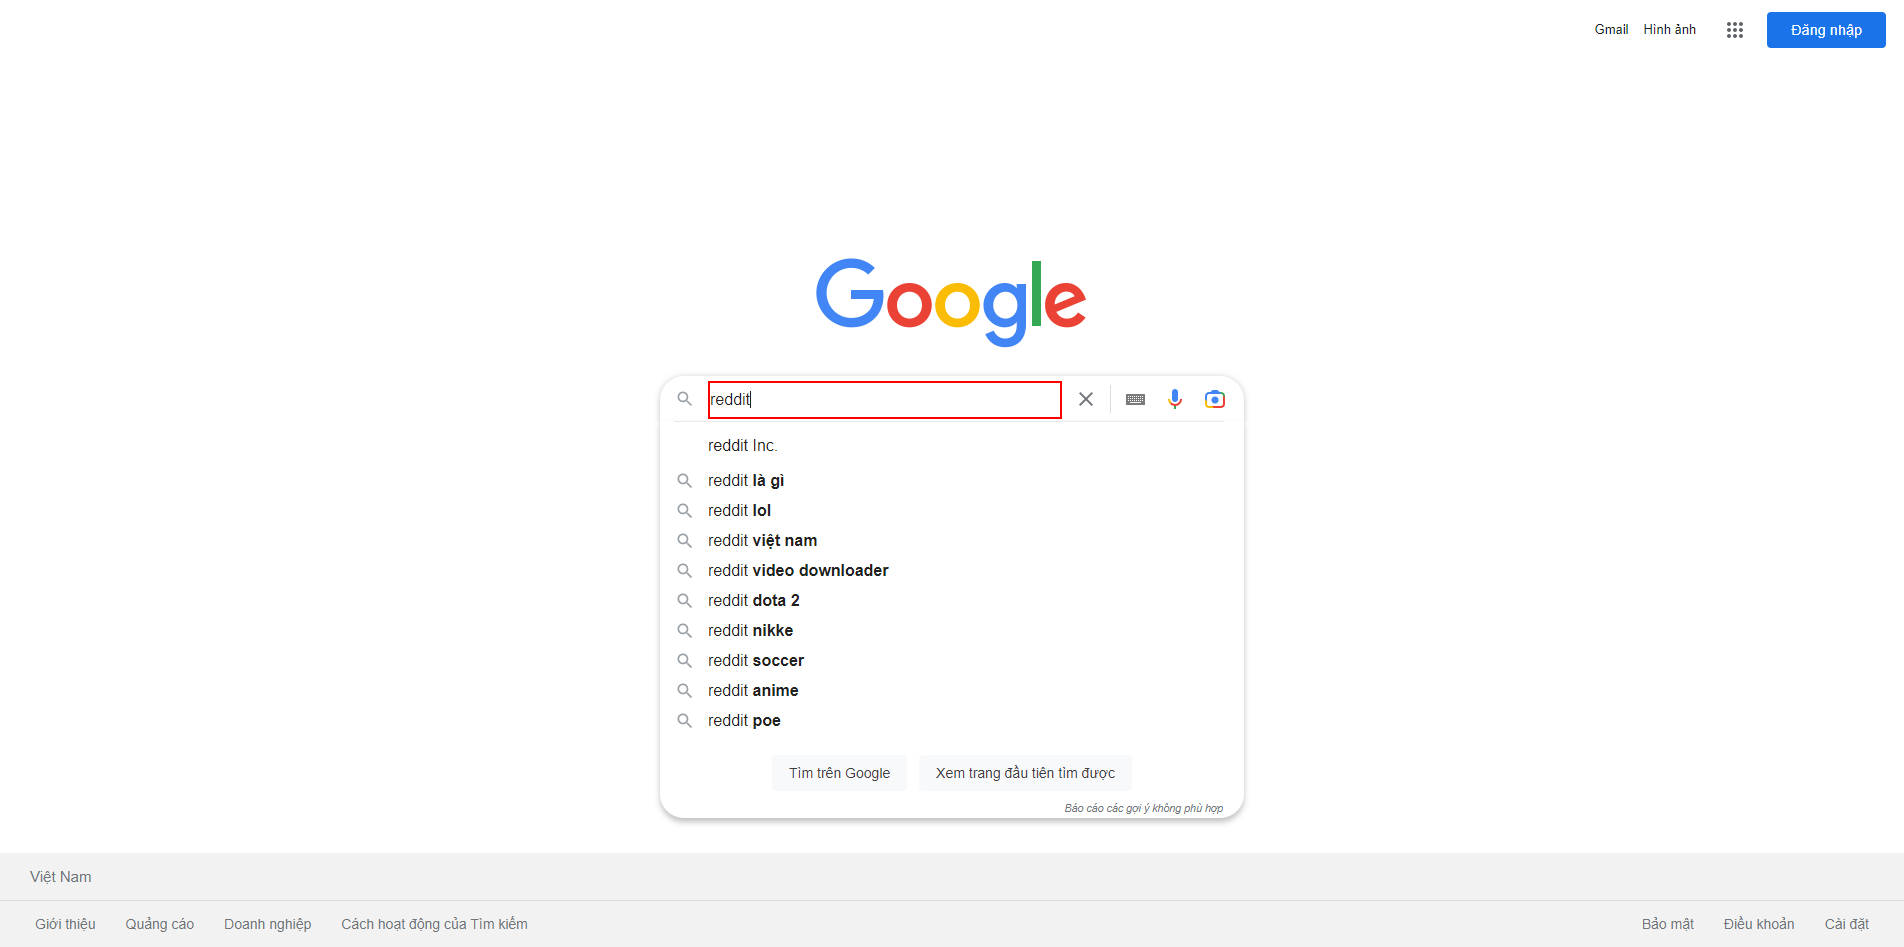 Gmail Hình ảnh Đăng nhập
Google
reddit
reddit Inc.
reddit là gì
reddit lol
reddit việt nam
reddit video downloader
reddit dota 2
reddit nikke
reddit soccer
reddit anime
reddit poe
Tìm trên Google Xem trang đầu tiên tìm được
Báo cáo các gợi ý không phù hợp
Việt Nam
Giới thiệu Quảng cáo Doanh nghiệp Cách hoạt động của Tìm kiếm Bảo mật Điều khoản Cài đặt